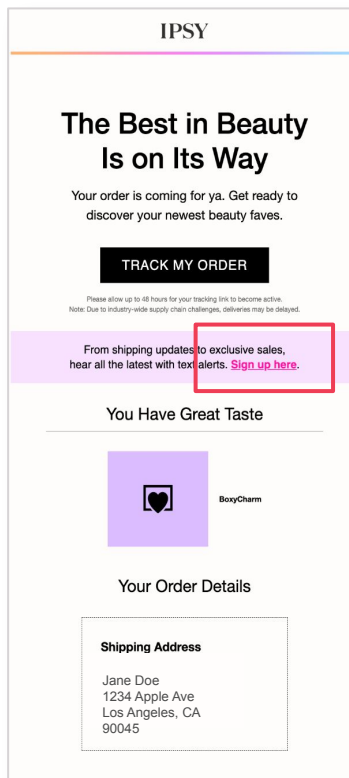 IPSY
The Best in Beauty
Is on Its Way
Your order is coming for ya. Get ready to
discover your newest beauty faves.
TRACK MY ORDER
Please allow up to 48 hours for your tracking link to become active.
Note: Due to industry-wide supply chain challenges, deliveries may be delayed.
From shipping updates to exclusive sales,
hear all the latest with text alerts. Sign up here.
You Have Great Taste
BoxyCharm
Your Order Details
Shipping Address
Jane Doe
1234 Apple Ave
Los Angeles, CA
90045